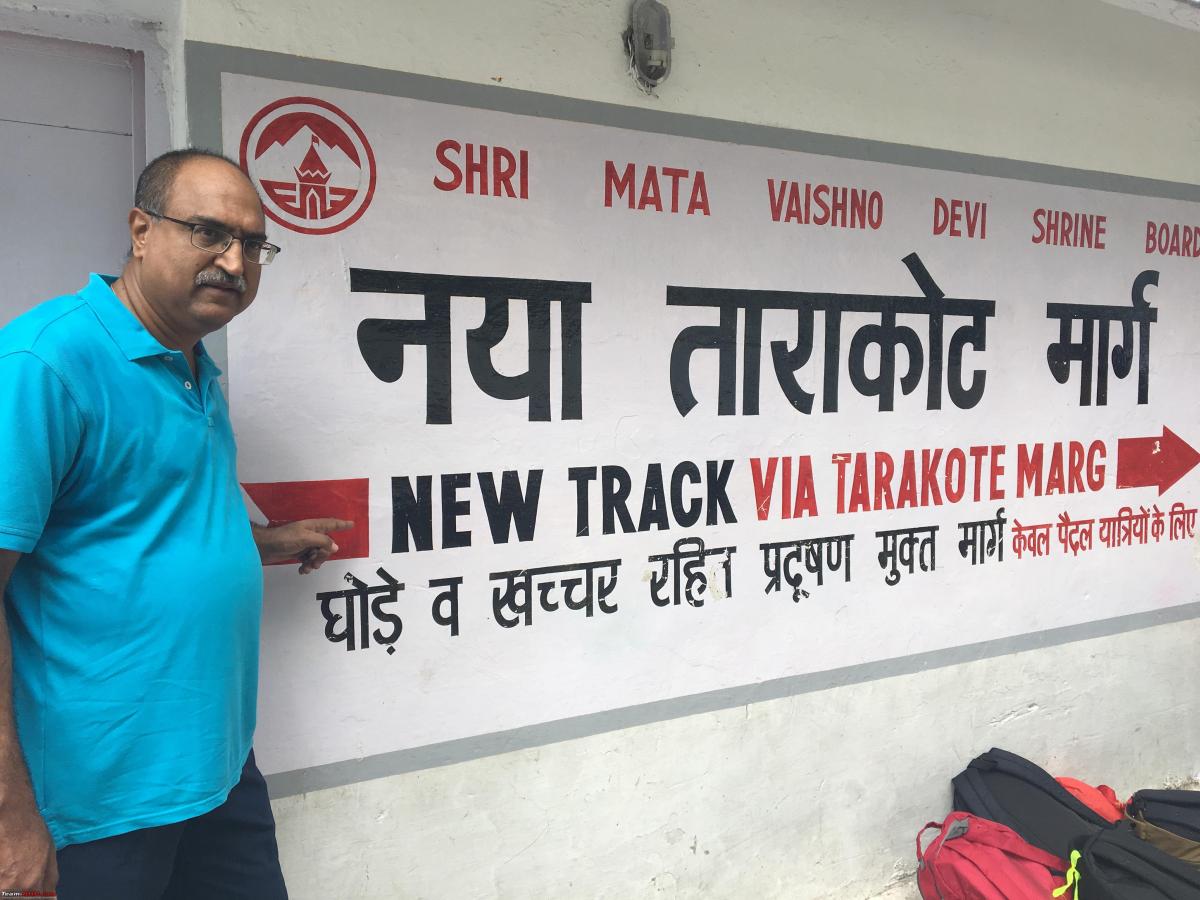 SHRI MATA VAISHNO DEVI SHRINE BOARD
नया ताराकोट मार्ग
NEW TRACK VIA TARAKOTE MARG
घोड़े व खच्चर रहित प्रदूषण मुक्त मार्ग केवल पैदल यात्रियों के लिए